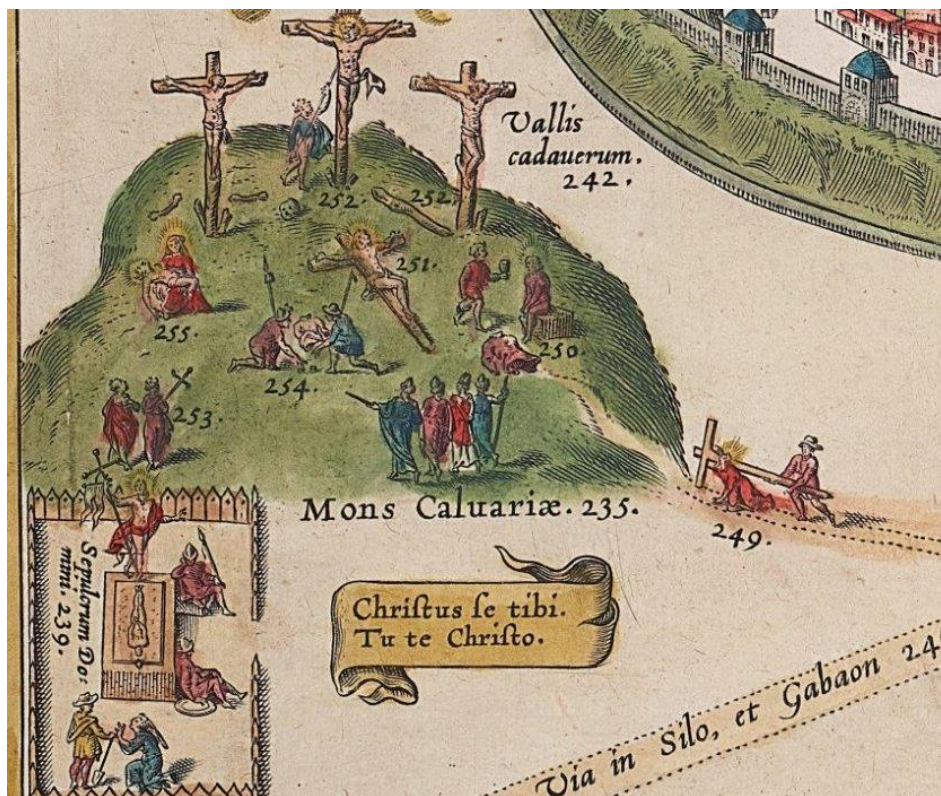 Vallis
cadauerum.
242.
252.
252.
251.
255.
250.
254.
253.
Mons Caluariæ. 235.
249.
Sepulcrum Do⸗
mini. 239.
Chriſtus ſe tibi.
Tu te Chriſto.
Via in Silo, et Gabaon 24